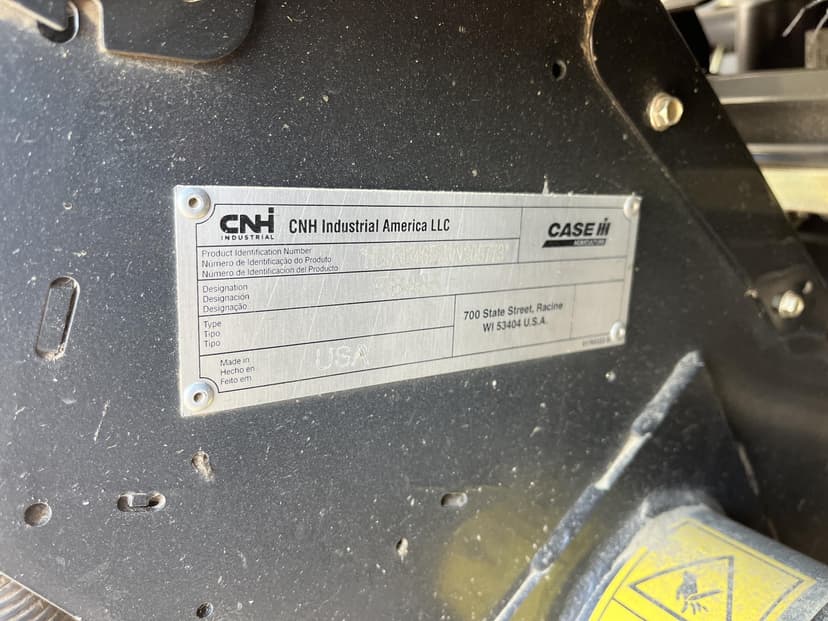 CNH
INDUSTRIAL
CNH Industrial America LLC
CASE IH
AGRICULTURE
Product Identification Number
Número de Identificação do Produto
Número de Identificación del Producto
Designation
Designación
Designação
Type
Tipo
Tipo
700 State Street, Racine
WI 53404 U.S.A.
Made in
Hecho en
Feito em
USA